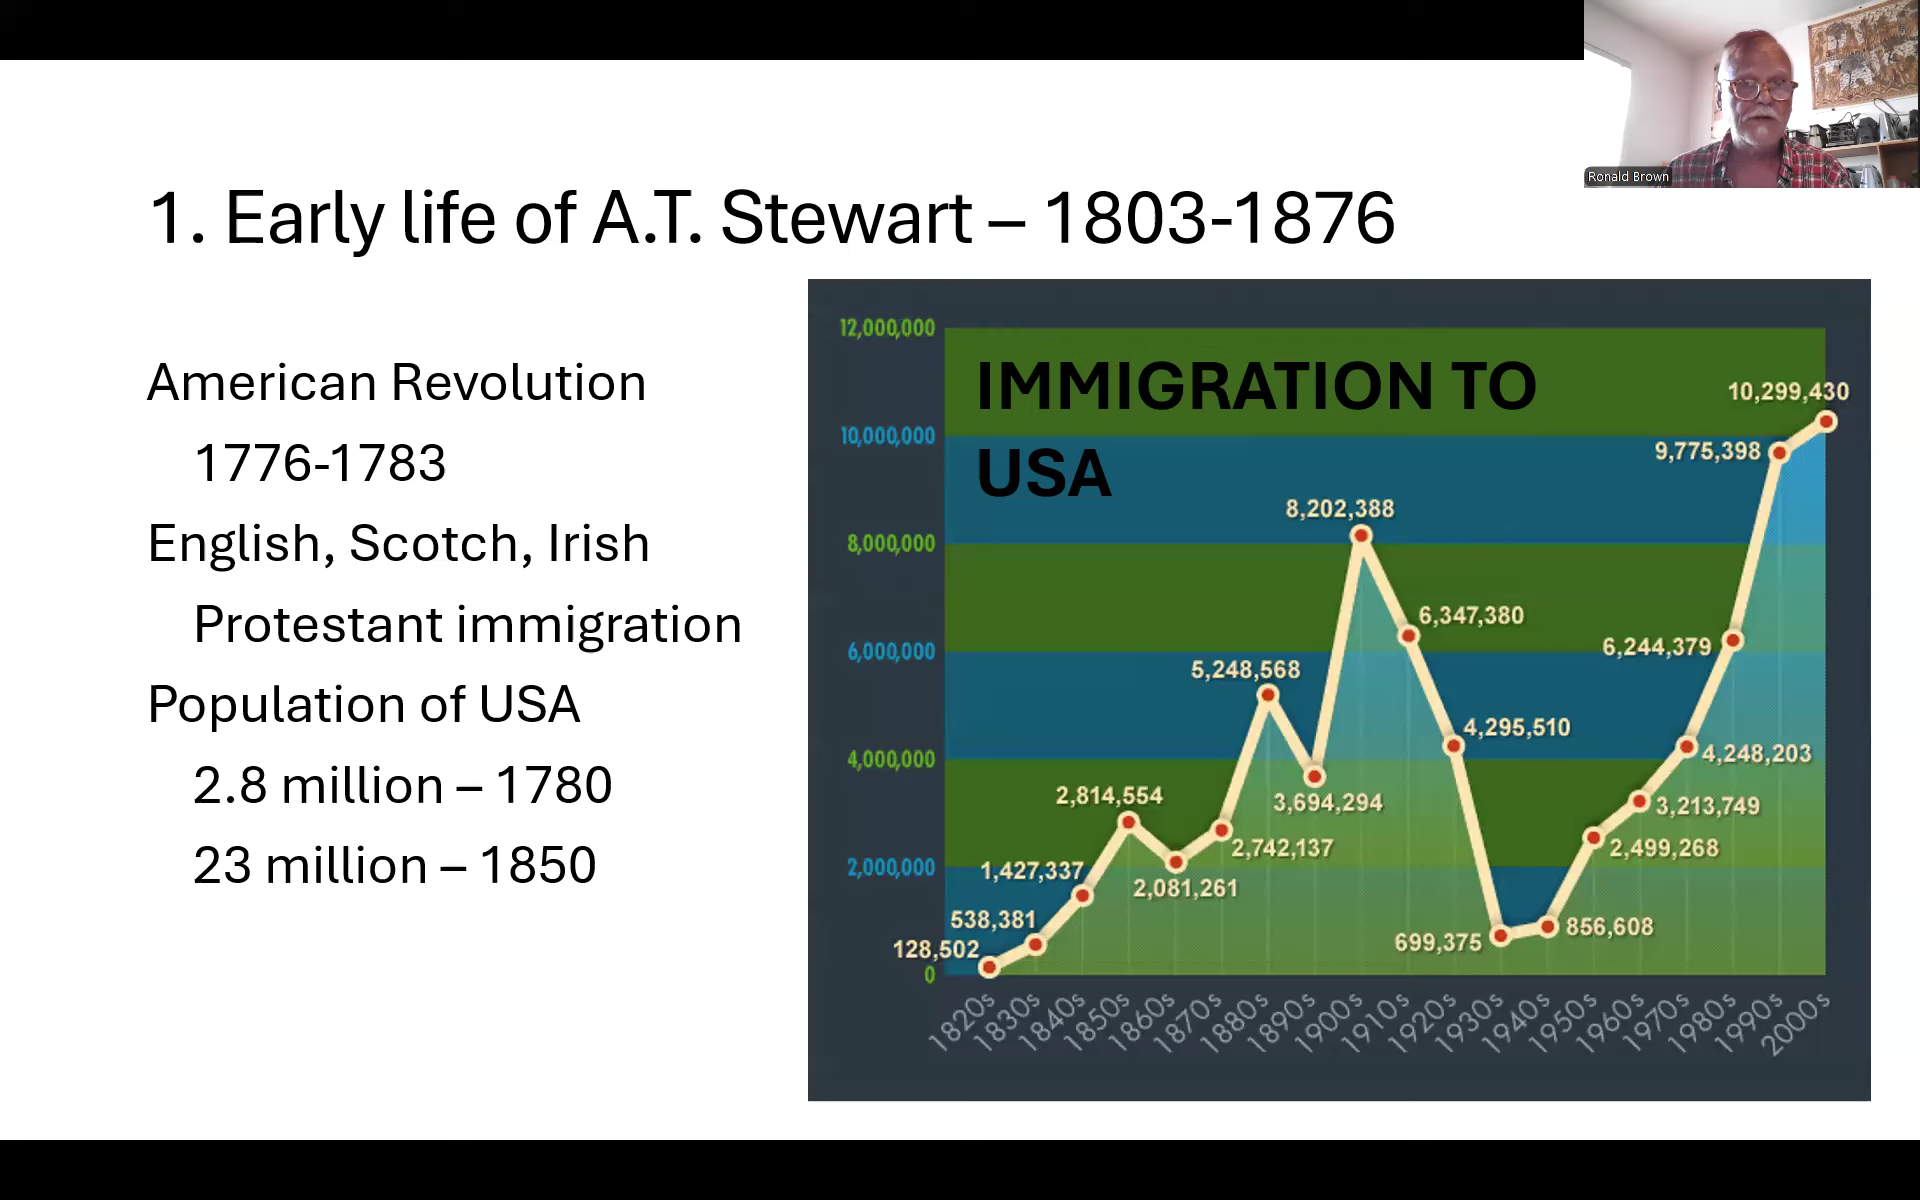 Ronald Brown
1. Early life of A.T. Stewart – 1803-1876
American Revolution
1776-1783
English, Scotch, Irish
Protestant immigration
Population of USA
2.8 million – 1780
23 million – 1850
IMMIGRATION TO
USA
12,000,000
10,000,000
8,000,000
6,000,000
4,000,000
2,000,000
0
128,502
538,381
1,427,337
2,814,554
2,081,261
2,742,137
5,248,568
3,694,294
8,202,388
6,347,380
4,295,510
699,375
856,608
2,499,268
3,213,749
4,248,203
6,244,379
9,775,398
10,299,430
1820s
1830s
1840s
1850s
1860s
1870s
1880s
1890s
1900s
1910s
1920s
1930s
1940s
1950s
1960s
1970s
1980s
1990s
2000s